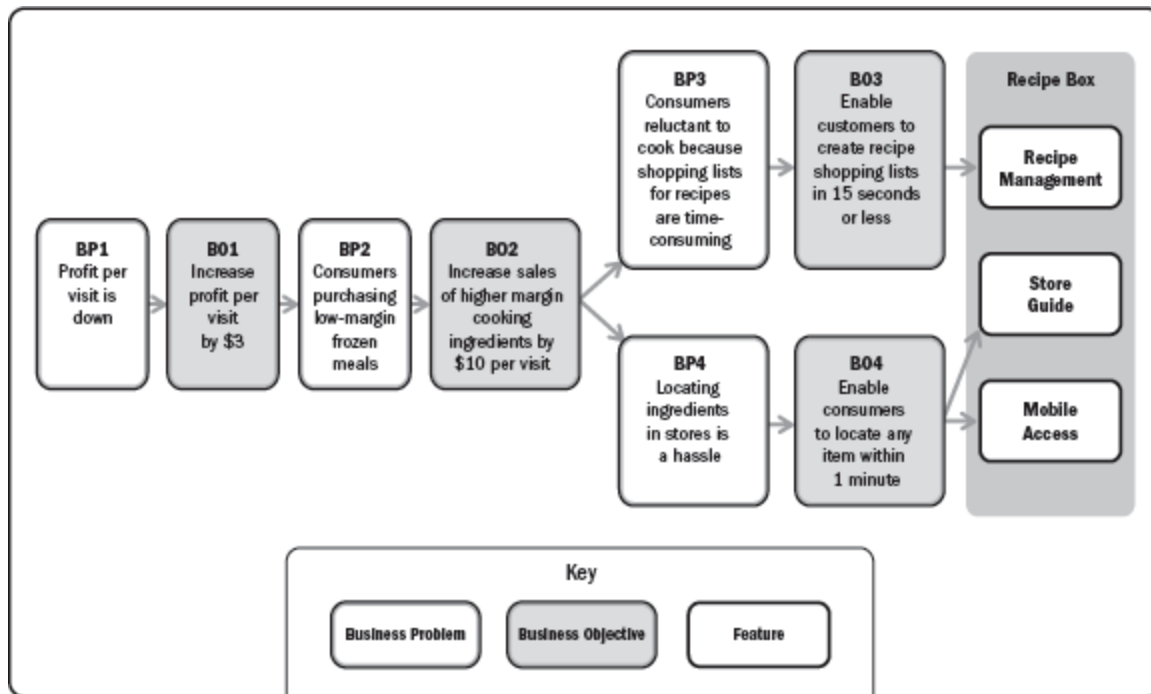 BP1
Profit per
visit is
down
BO1
Increase
profit per
visit
by $3
BP2
Consumers
purchasing
low-margin
frozen
meals
BO2
Increase sales
of higher margin
cooking
ingredients by
$10 per visit
BP3
Consumers
reluctant to
cook because
shopping lists
for recipes
are time-
consuming
BO3
Enable
customers to
create recipe
shopping lists
in 15 seconds
or less
BP4
Locating
ingredients
in stores is
a hassle
BO4
Enable
consumers
to locate any
item within
1 minute
Recipe Box
Recipe
Management
Store
Guide
Mobile
Access
Key
Business Problem
Business Objective
Feature